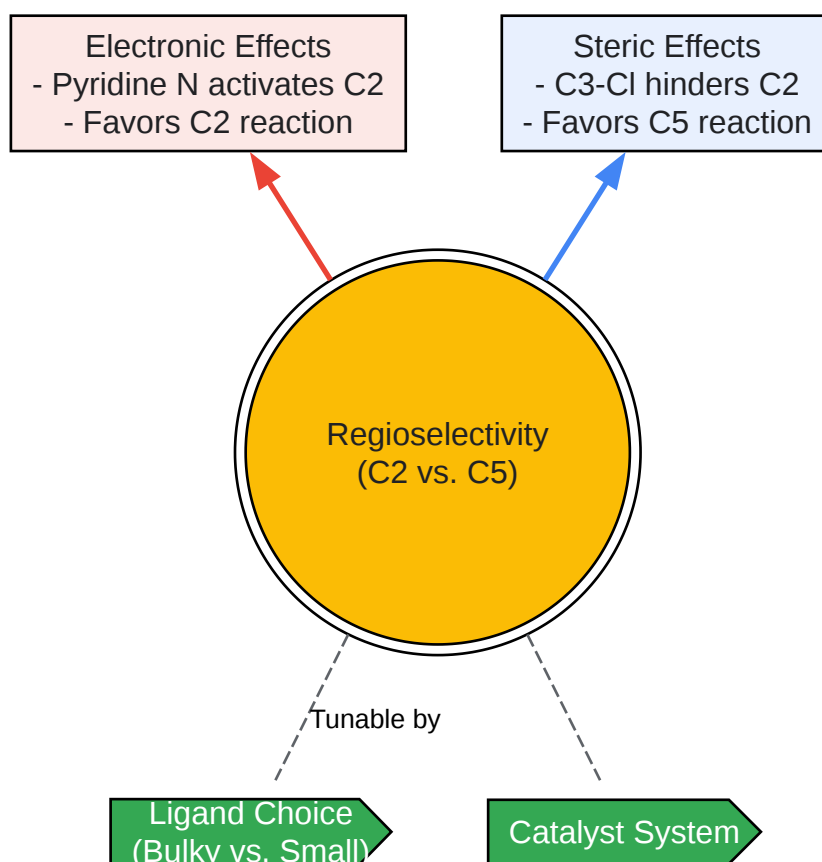 Electronic Effects
- Pyridine N activates C2
- Favors C2 reaction
Steric Effects
- C3-Cl hinders C2
- Favors C5 reaction
Regioselectivity
(C2 vs. C5)
Tunable by
Ligand Choice
(Bulky vs. Small)
Catalyst System